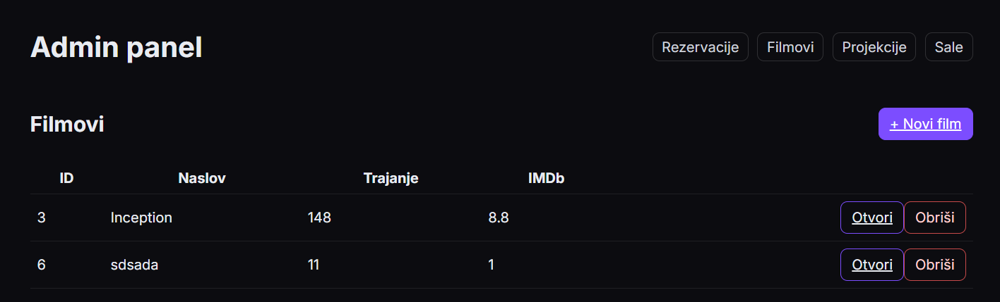 Admin panel Rezervacije Filmovi Projekcije Sale
Filmovi + Novi film
ID Naslov Trajanje IMDb
3 Inception 148 8.8 Otvori Obriši
6 sdsada 11 1 Otvori Obriši